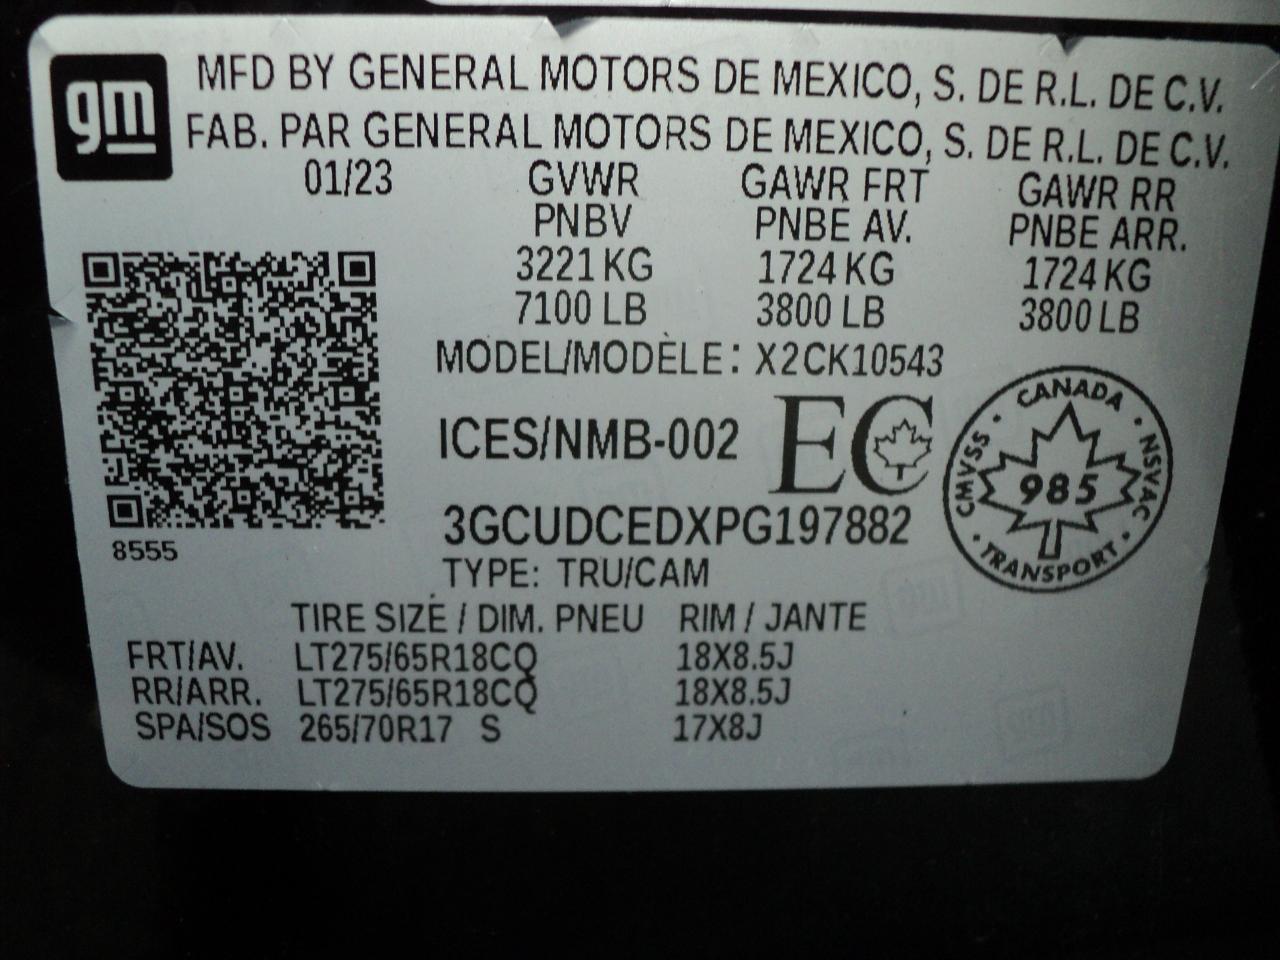 gm
MFD BY GENERAL MOTORS DE MEXICO, S. DE R.L. DE C.V.
FAB. PAR GENERAL MOTORS DE MEXICO, S. DE R.L. DE C.V.
01/23 GVWR GAWR FRT GAWR RR
PNBV PNBE AV. PNBE ARR.
3221 KG 1724 KG 1724 KG
7100 LB 3800 LB 3800 LB
MODEL/MODÈLE: X2CK10543
ICES/NMB-002 EC
CANADA
CMVSS 985 NSVAC
TRANSPORT
3GCUDCEDXPG197882
8555
TYPE: TRU/CAM
TIRE SIZE / DIM. PNEU RIM / JANTE
FRT/AV. LT275/65R18CQ 18X8.5J
RR/ARR. LT275/65R18CQ 18X8.5J
SPA/SOS 265/70R17 S 17X8J